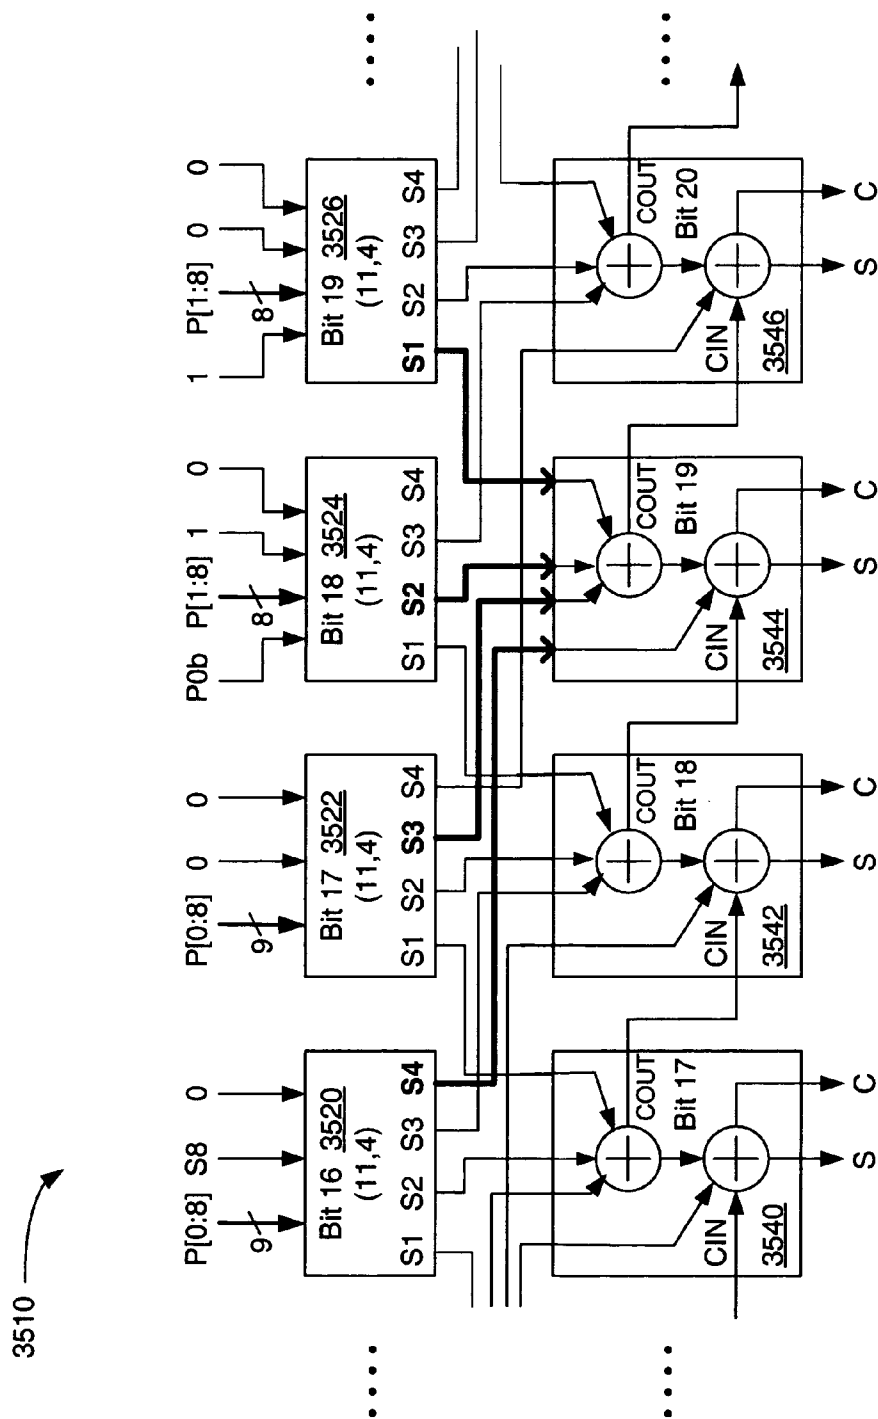 3510
P[0:8] S8 0
9
Bit 16 3520
(11,4)
S1 S2 S3 S4
P[0:8] 0 0
9
Bit 17 3522
(11,4)
S1 S2 S3 S4
P0b P[1:8] 1 0
8
Bit 18 3524
(11,4)
S1 S2 S3 S4
1 P[1:8] 0 0
8
Bit 19 3526
(11,4)
S1 S2 S3 S4
COUT
Bit 17
CIN
3540
S C
COUT
Bit 18
CIN
3542
S C
COUT
Bit 19
CIN
3544
S C
COUT
Bit 20
CIN
3546
S C